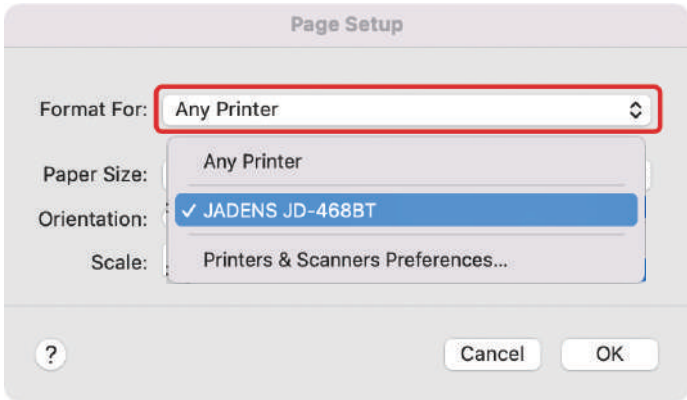 Page Setup
Format For: Any Printer
Any Printer
Paper Size:
✓ JADENS JD-468BT
Orientation:
Scale:
Printers & Scanners Preferences...
?
Cancel
OK